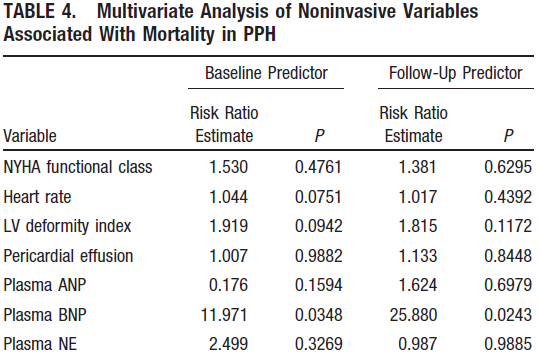 TABLE 4. Multivariate Analysis of Noninvasive Variables
Associated With Mortality in PPH
Baseline Predictor Follow-Up Predictor
Risk Ratio Risk Ratio
Variable Estimate P Estimate P
NYHA functional class 1.530 0.4761 1.381 0.6295
Heart rate 1.044 0.0751 1.017 0.4392
LV deformity index 1.919 0.0942 1.815 0.1172
Pericardial effusion 1.007 0.9882 1.133 0.8448
Plasma ANP 0.176 0.1594 1.624 0.6979
Plasma BNP 11.971 0.0348 25.880 0.0243
Plasma NE 2.499 0.3269 0.987 0.9885